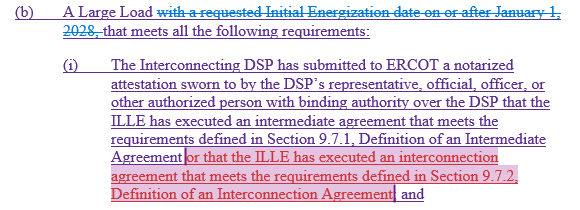 (b) A Large Load with a requested Initial Energization date on or after January 1,
2028, that meets all the following requirements:
(i) The Interconnecting DSP has submitted to ERCOT a notarized
attestation sworn to by the DSP's representative, official, officer, or
other authorized person with binding authority over the DSP that the
ILLE has executed an intermediate agreement that meets the
requirements defined in Section 9.7.1, Definition of an Intermediate
Agreement or that the ILLE has executed an interconnection
agreement that meets the requirements defined in Section 9.7.2,
Definition of an Interconnection Agreement; and